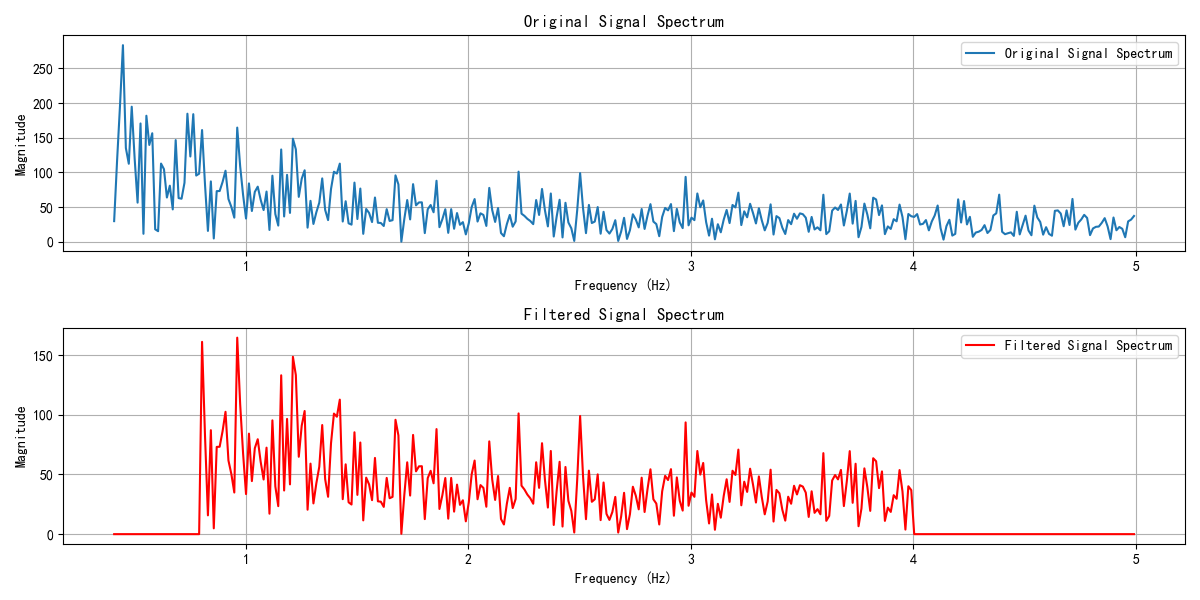 Original Signal Spectrum
Original Signal Spectrum
Magnitude
250
200
150
100
50
0
1
2
3
4
5
Frequency (Hz)
Filtered Signal Spectrum
Filtered Signal Spectrum
Magnitude
150
100
50
0
1
2
3
4
5
Frequency (Hz)